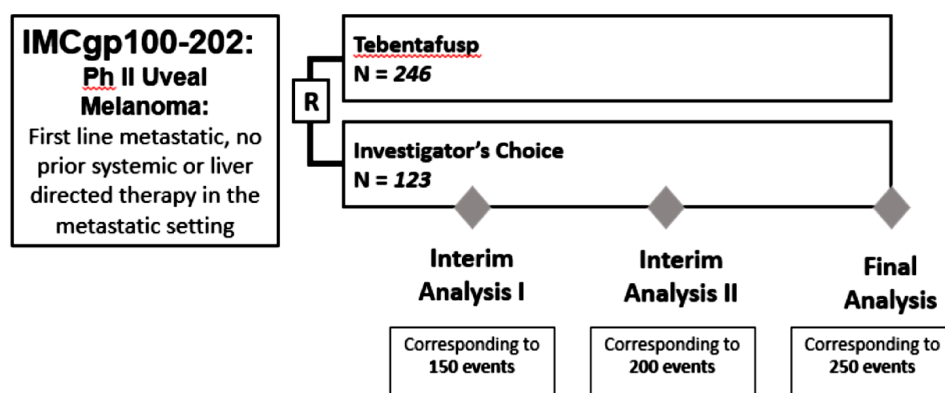 IMCgp100-202:
Ph II Uveal
Melanoma:
First line metastatic, no
prior systemic or liver
directed therapy in the
metastatic setting
R
Tebentafusp
N = 246
Investigator's Choice
N = 123
Interim
Analysis I
Interim
Analysis II
Final
Analysis
Corresponding to
150 events
Corresponding to
200 events
Corresponding to
250 events